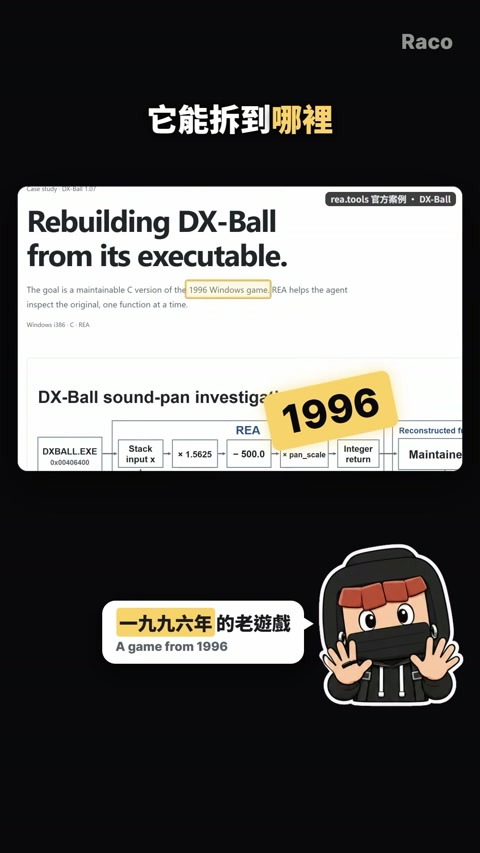 Raco
它能拆到哪裡
Case study · DX-Ball 1.07
rea.tools 官方案例 · DX-Ball
Rebuilding DX-Ball
from its executable.
The goal is a maintainable C version of the 1996 Windows game. REA helps the agent
inspect the original, one function at a time.
Windows i386 · C · REA
DX-Ball sound-pan
1996
REA
Reconstructed
DXBALL.EXE
0x00406400
Stack
input x
× 1.5625
− 500.0
× pan_scale
Integer
return
一九九六年的老遊戲
A game from 1996